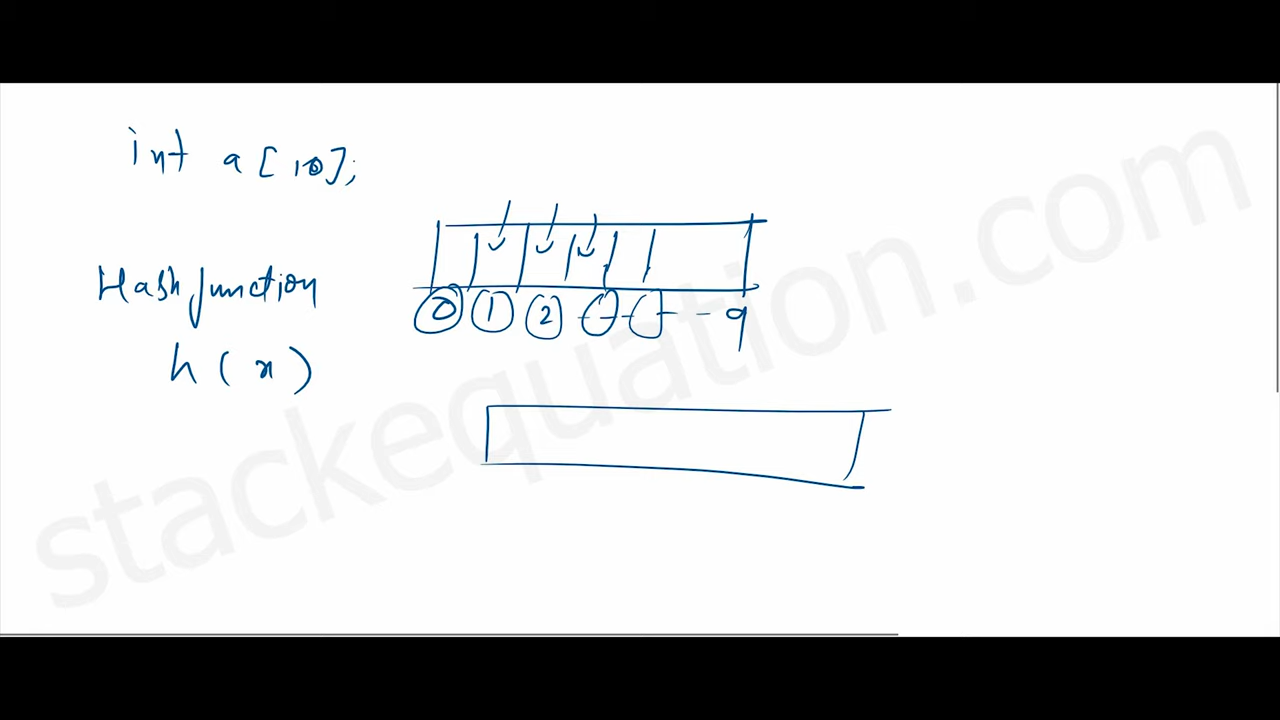 int a[10];
Hash function
0 1 2 - - - - 9
h(x)
stackequation.com